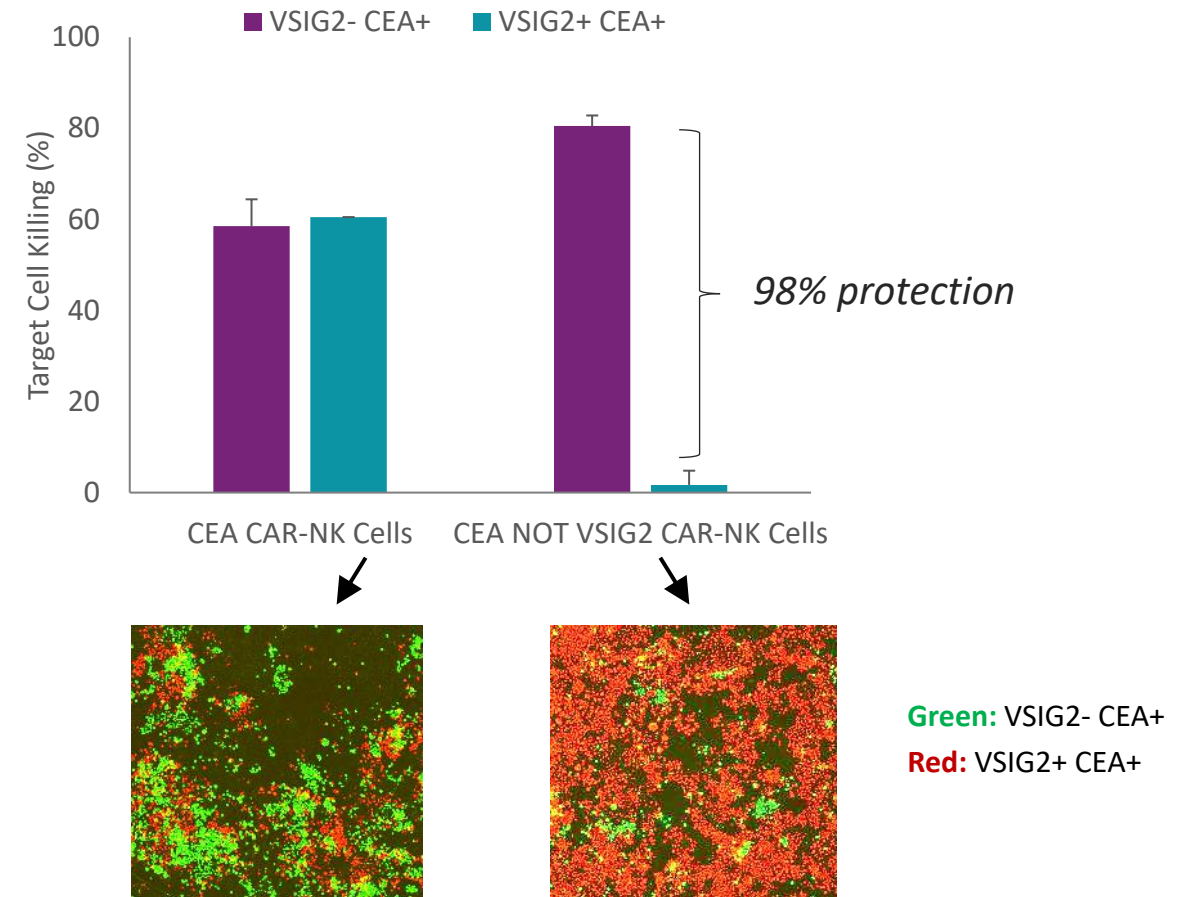 VSIG2- CEA+ VSIG2+ CEA+
100
80
60
40
20
0
Target Cell Killing (%)
98% protection
CEA CAR-NK Cells CEA NOT VSIG2 CAR-NK Cells
Green: VSIG2- CEA+
Red: VSIG2+ CEA+